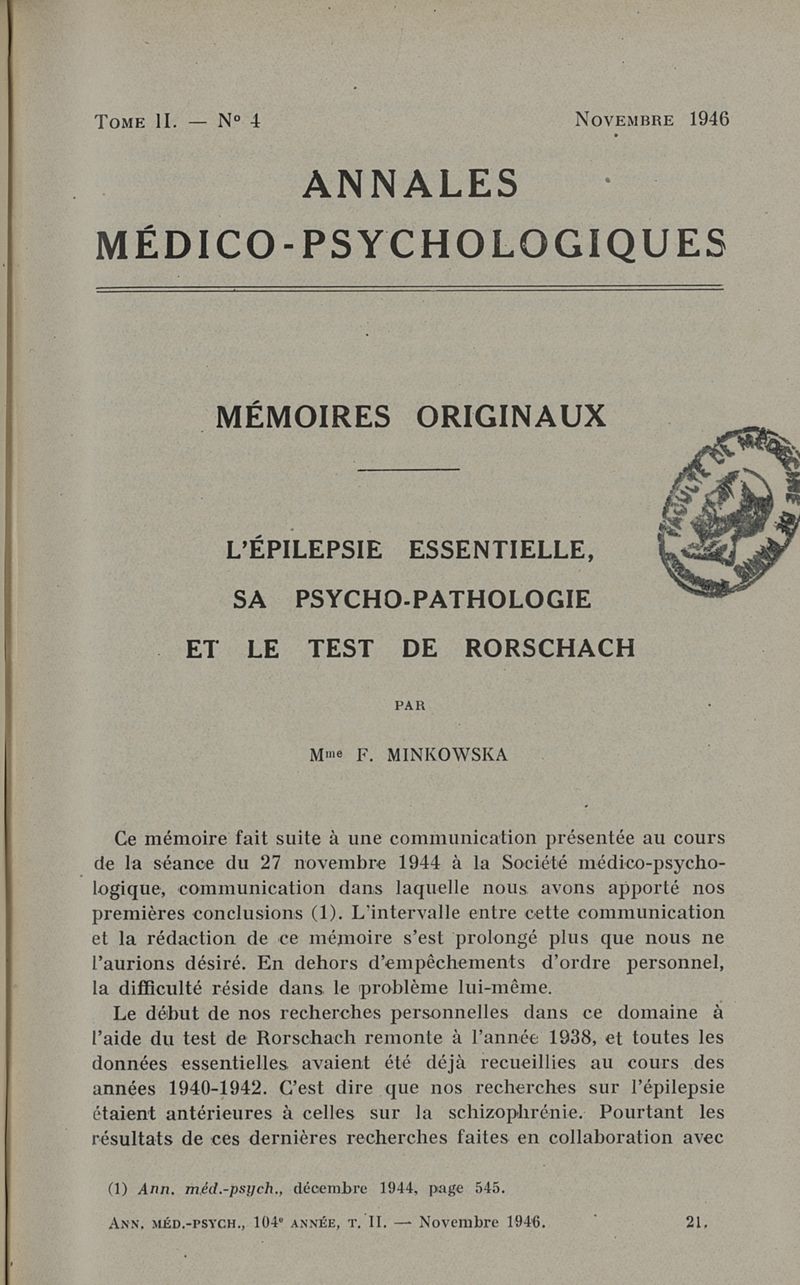 TOME II. — N° 4 NOVEMBRE 1946
ANNALES
MÉDICO-PSYCHOLOGIQUES
MÉMOIRES ORIGINAUX
L'ÉPILEPSIE ESSENTIELLE,
SA PSYCHO-PATHOLOGIE
ET LE TEST DE RORSCHACH
PAR
Mme F. MINKOWSKA
Ce mémoire fait suite à une communication présentée au cours
de la séance du 27 novembre 1944 à la Société médico-psycho-
logique, communication dans laquelle nous avons apporté nos
premières conclusions (1). L'intervalle entre cette communication
et la rédaction de ce mémoire s'est prolongé plus que nous ne
l'aurions désiré. En dehors d'empêchements d'ordre personnel,
la difficulté réside dans le problème lui-même.
Le début de nos recherches personnelles dans ce domaine à
l'aide du test de Rorschach remonte à l'année 1938, et toutes les
données essentielles avaient été déjà recueillies au cours des
années 1940-1942. C'est dire que nos recherches sur l'épilepsie
étaient antérieures à celles sur la schizophrénie. Pourtant les
résultats de ces dernières recherches faites en collaboration avec
(1) Ann. méd.-psych., décembre 1944, page 545.
ANN. MÉD.-PSYCH., 104e ANNÉE, T. II. — Novembre 1946. 21.